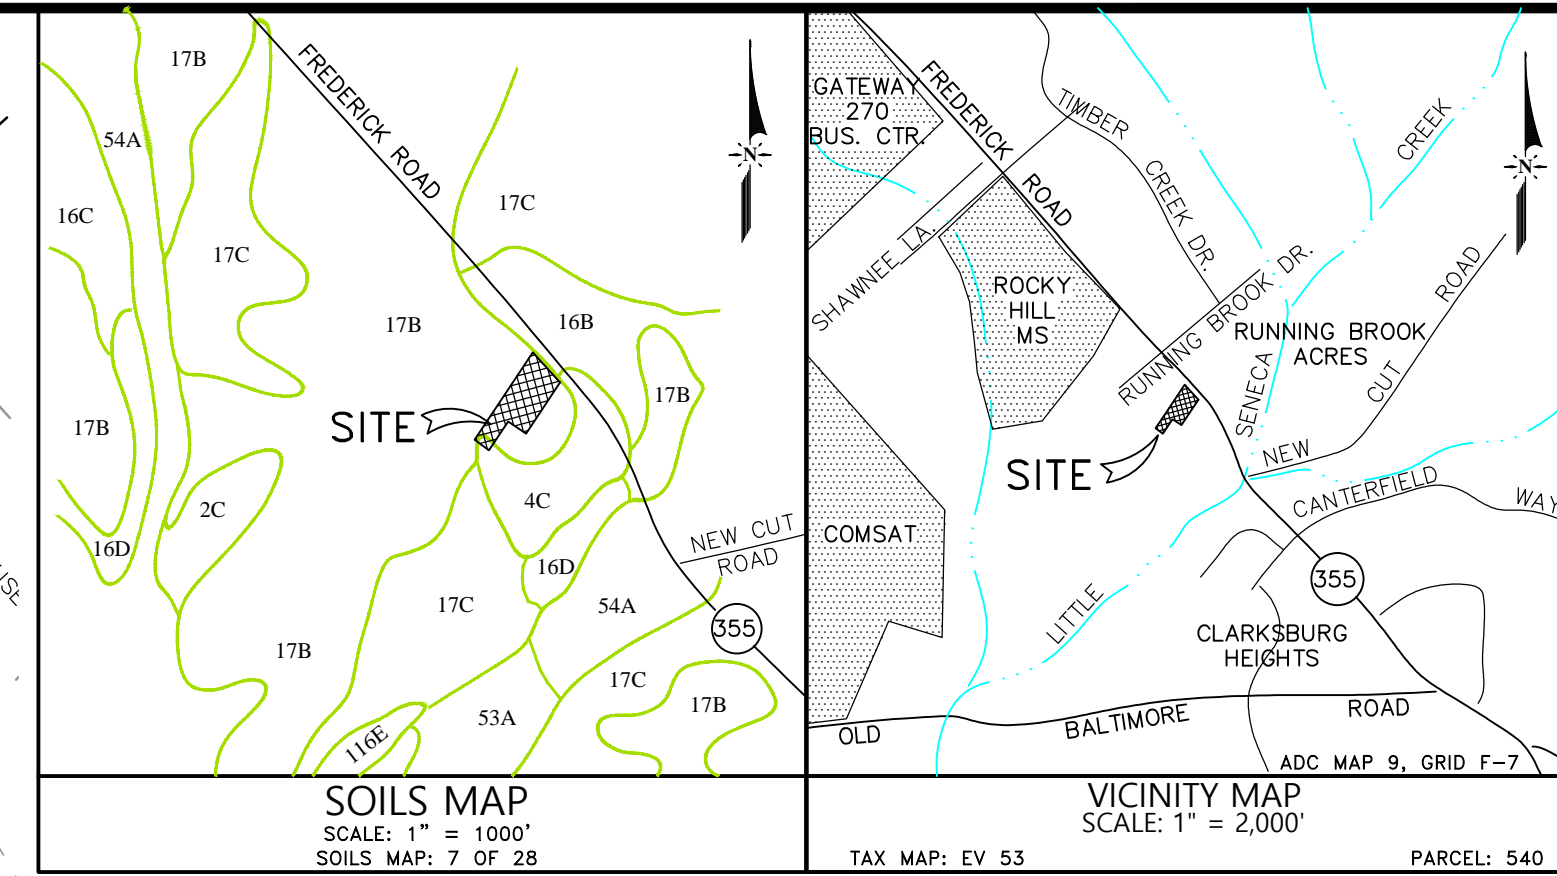 17B
54A
16C
17C
FREDERICK ROAD
N
17C
17B
16B
17B
17B
SITE
2C
4C
16D
16D
17C
54A
NEW CUT
ROAD
355
17B
17C
17B
53A
116E
SOILS MAP
SCALE: 1” = 1000’
SOILS MAP: 7 OF 28
GATEWAY
270
BUS. CTR.
FREDERICK
ROAD
TIMBER
CREEK DR.
CREEK
N
SHAWNEE LA.
ROCKY
HILL
MS
RUNNING BROOK DR.
RUNNING BROOK
ACRES
NEW
CUT
ROAD
SENECA
SITE
CANTERFIELD
WAY
COMSAT
LITTLE
355
CLARKSBURG
HEIGHTS
OLD
BALTIMORE
ROAD
ADC MAP 9, GRID F-7
VICINITY MAP
SCALE: 1" = 2,000'
TAX MAP: EV 53
PARCEL: 540